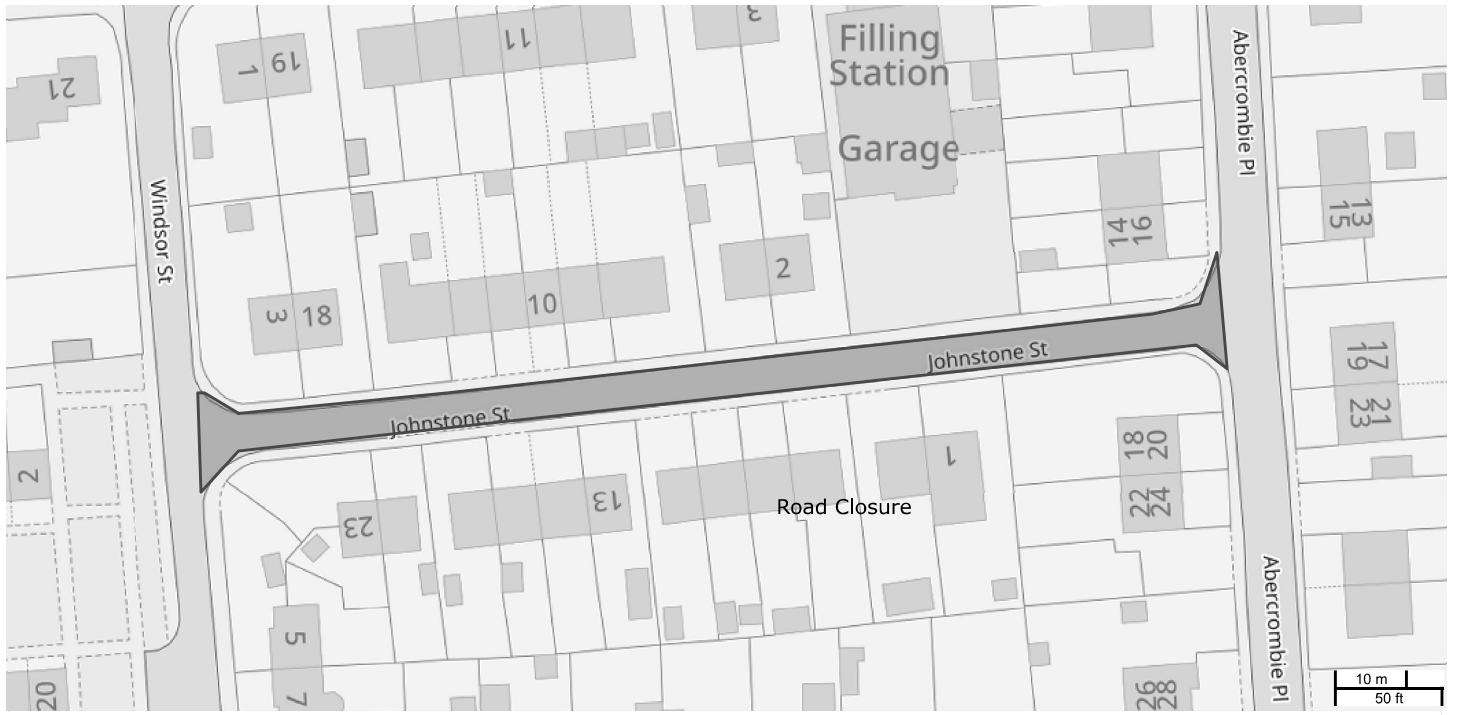 21
1
19
11
3
Filling
Station
Garage
Abercrombie Pl
Windsor St
14
16
15
13
2
3
18
10
Johnstone St
17
19
21
23
Johnstone St
18
20
22
24
1
2
23
13
Road Closure
5
7
20
Abercrombie Pl
26
28
10 m
50 ft